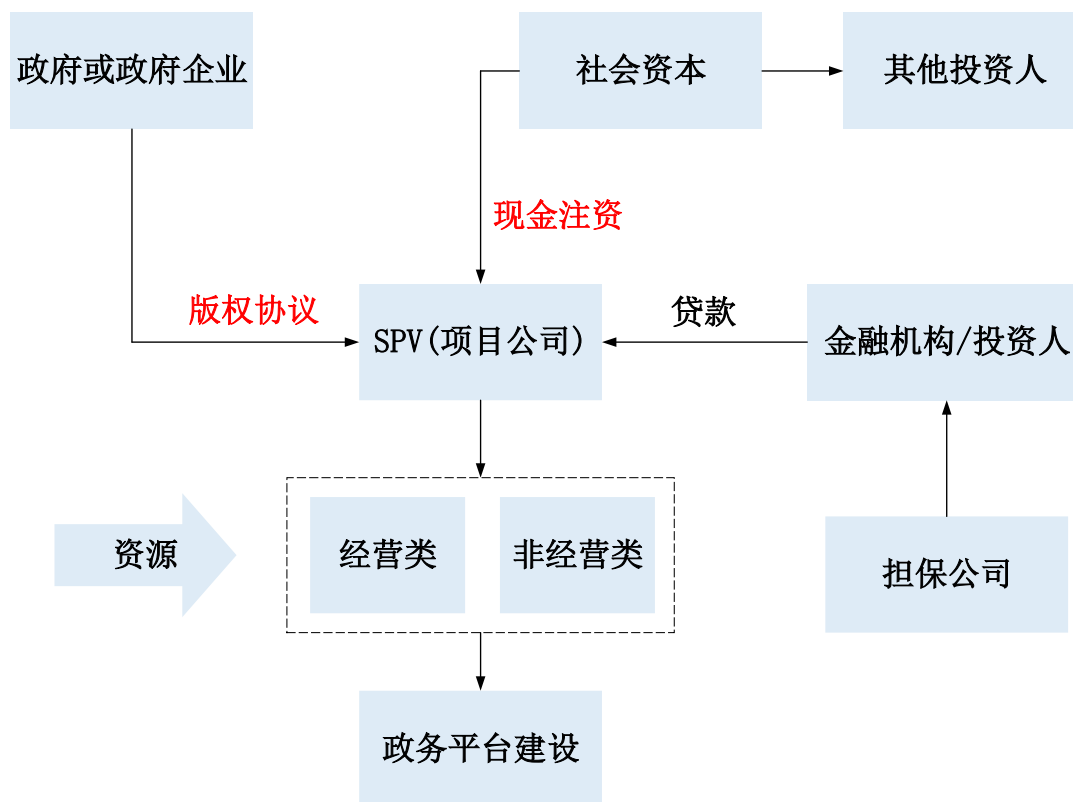 政府或政府企业
社会资本
其他投资人
现金注资
版权协议
SPV(项目公司)
贷款
金融机构/投资人
资源
经营类
非经营类
担保公司
政务平台建设